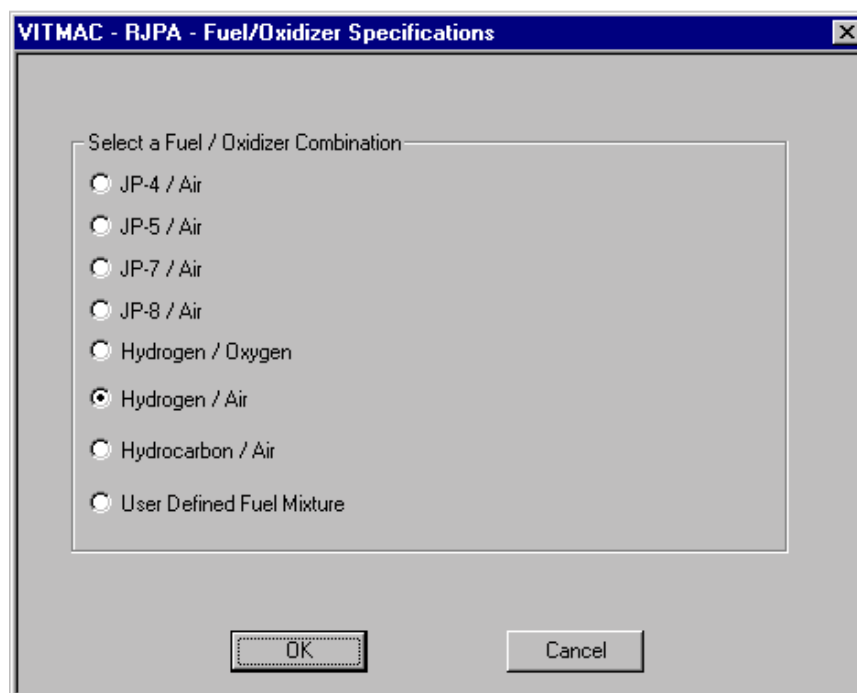 VITMAC - RJPA - Fuel/Oxidizer Specifications
Select a Fuel / Oxidizer Combination
JP-4 / Air
JP-5 / Air
JP-7 / Air
JP-8 / Air
Hydrogen / Oxygen
Hydrogen / Air
Hydrocarbon / Air
User Defined Fuel Mixture
OK Cancel